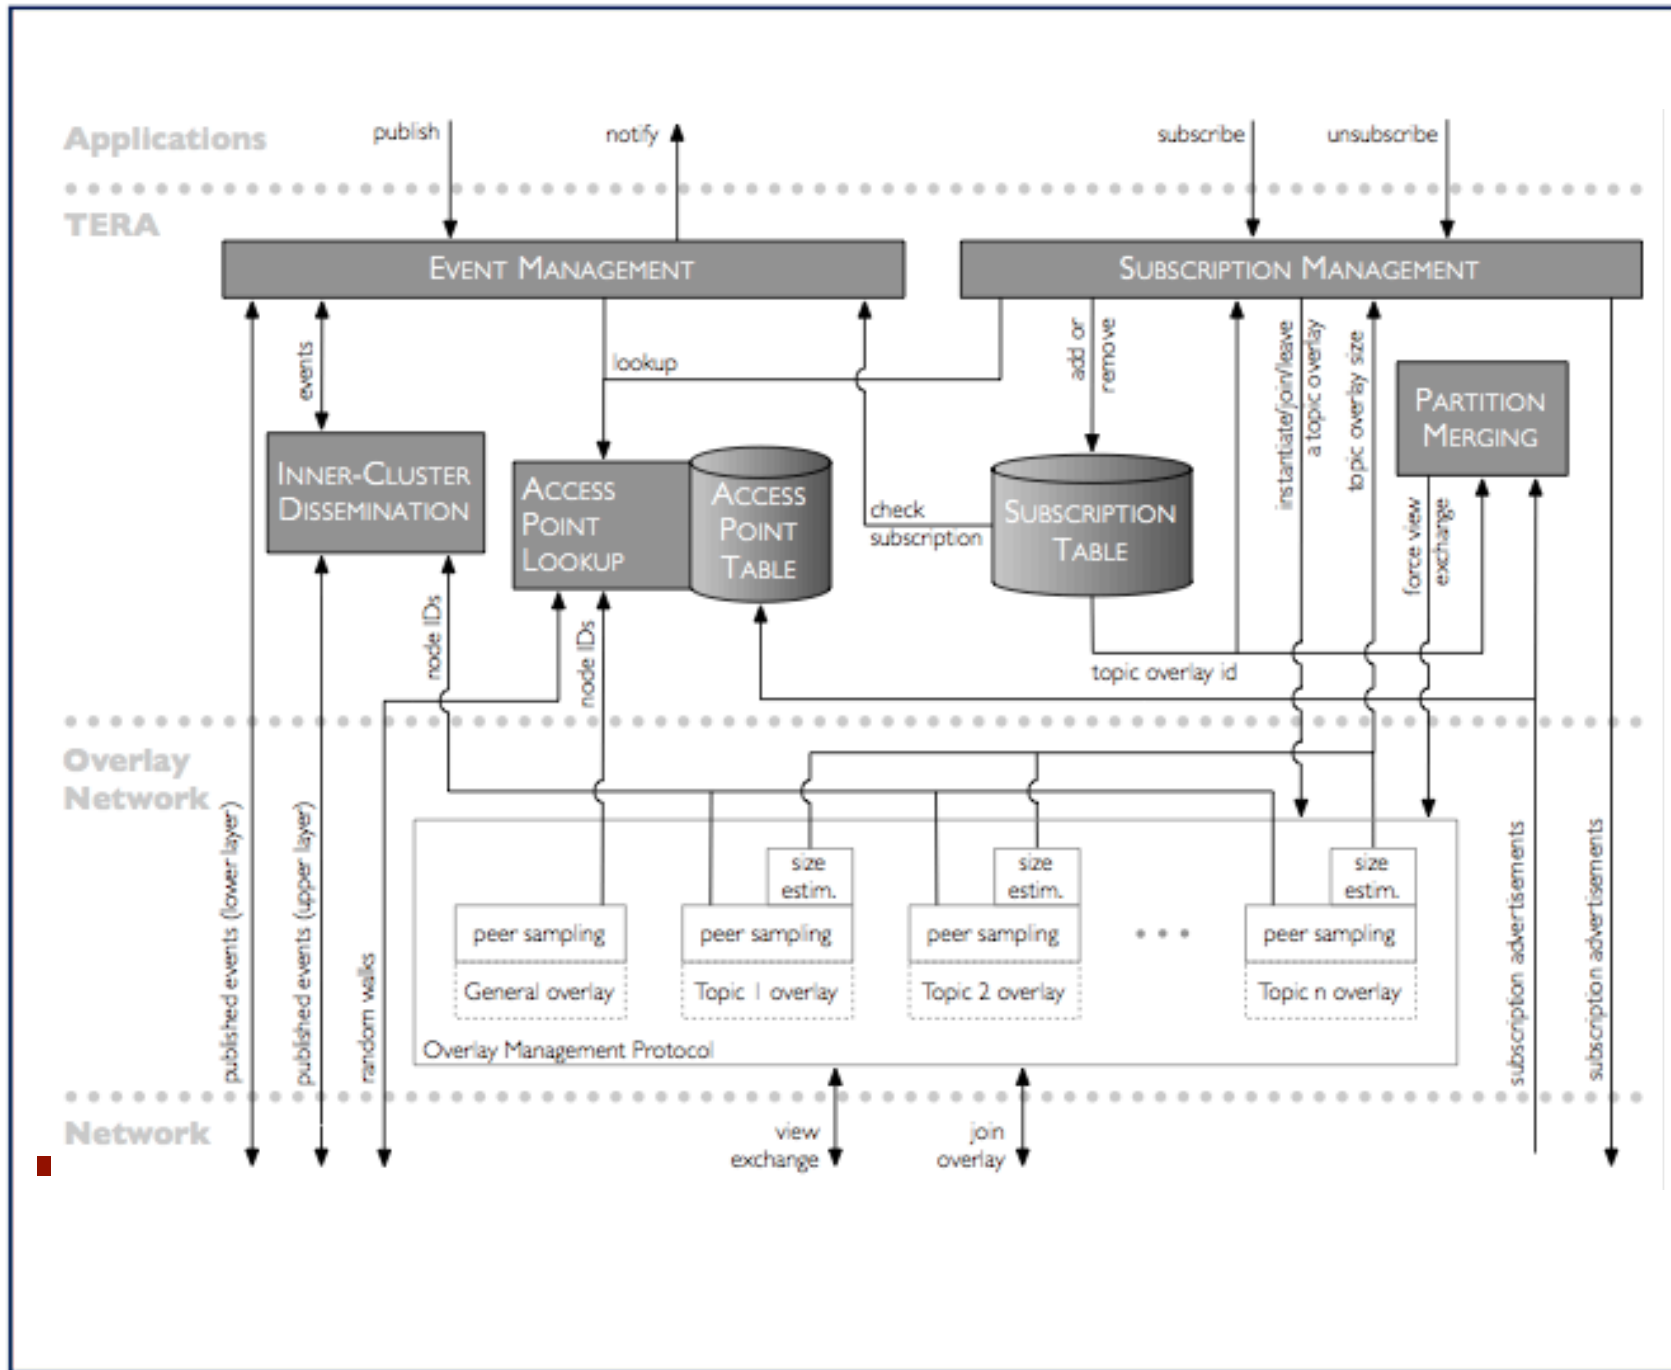 Applications
publish
notify
subscribe
unsubscribe
TERA
EVENT MANAGEMENT
SUBSCRIPTION MANAGEMENT
events
lookup
add or
remove
instantiate/join/leave
a topic overlay
topic overlay size
PARTITION
MERGING
INNER-CLUSTER
DISSEMINATION
ACCESS
POINT
LOOKUP
ACCESS
POINT
TABLE
check
subscription
SUBSCRIPTION
TABLE
force view
exchange
node IDs
node IDs
topic overlay id
Overlay
Network
published events (lower layer)
published events (upper layer)
random walks
size
estim.
size
estim.
size
estim.
peer sampling
peer sampling
peer sampling
• • •
peer sampling
General overlay
Topic 1 overlay
Topic 2 overlay
Topic n overlay
Overlay Management Protocol
subscription advertisements
subscription advertisements
Network
view
exchange
join
overlay